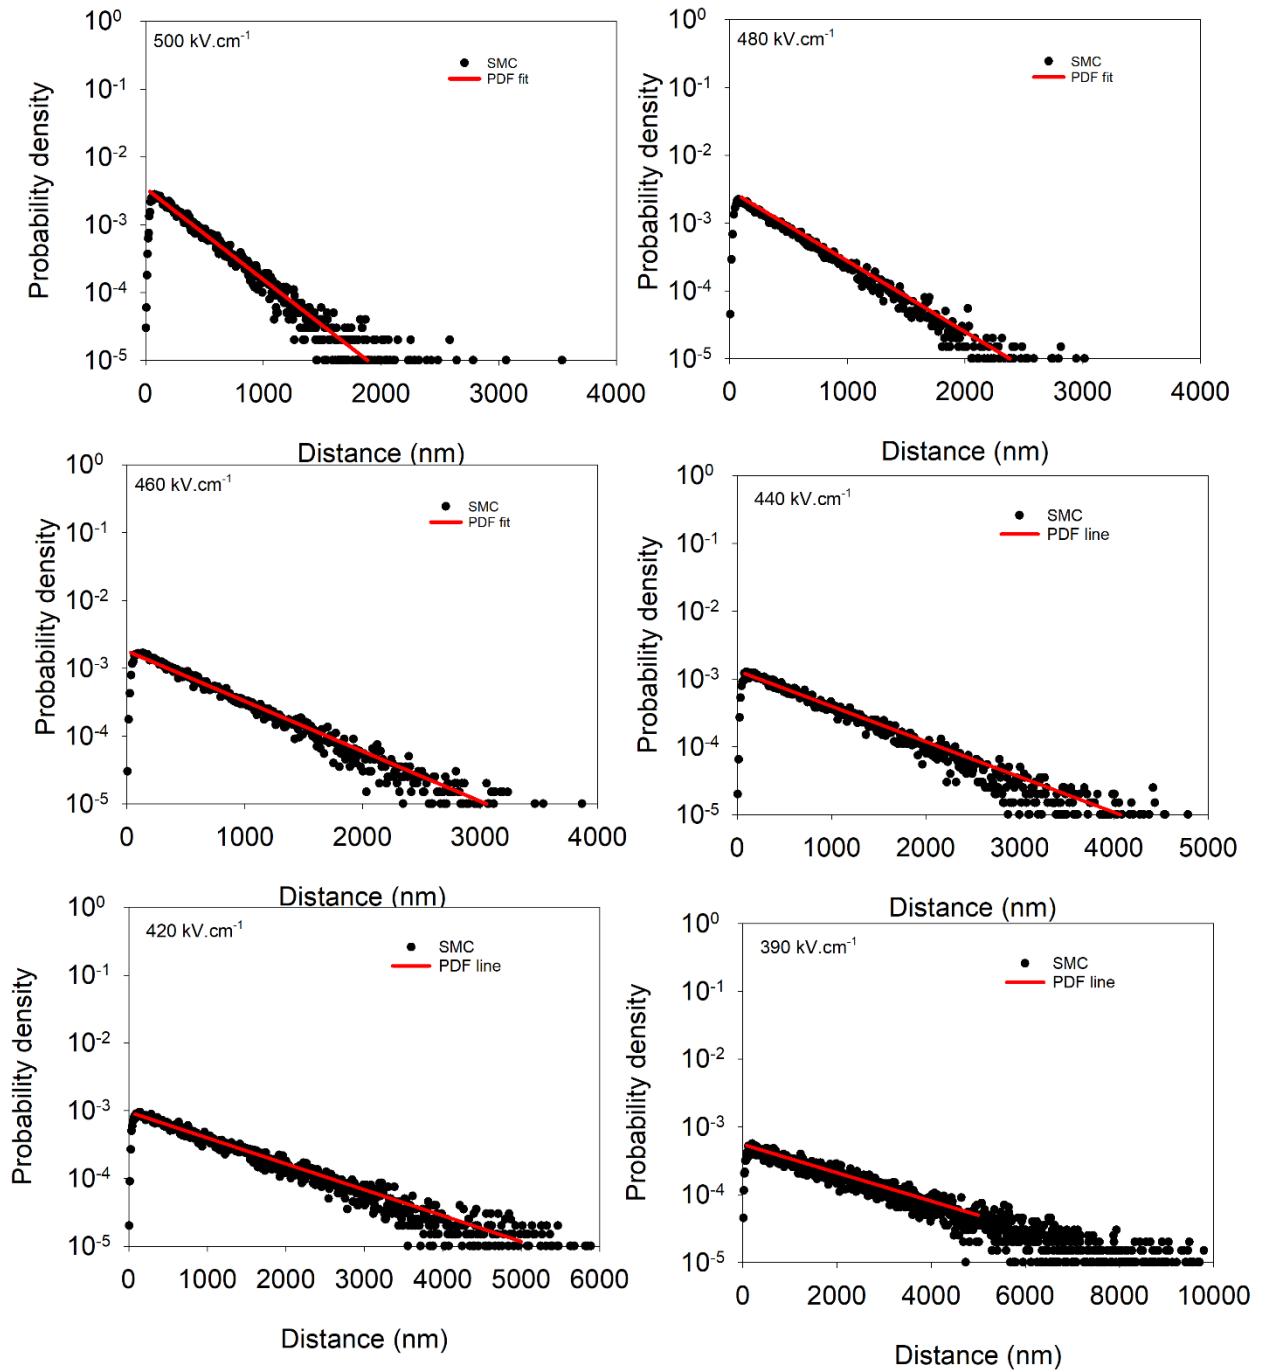 500 kV.cm⁻¹
SMC
PDF fit
Probability density
10⁰
10⁻¹
10⁻²
10⁻³
10⁻⁴
10⁻⁵
0 1000 2000 3000 4000
Distance (nm)
480 kV.cm⁻¹
SMC
PDF fit
Probability density
10⁰
10⁻¹
10⁻²
10⁻³
10⁻⁴
10⁻⁵
0 1000 2000 3000 4000
Distance (nm)
460 kV.cm⁻¹
SMC
PDF fit
Probability density
10⁰
10⁻¹
10⁻²
10⁻³
10⁻⁴
10⁻⁵
0 1000 2000 3000 4000
Distance (nm)
440 kV.cm⁻¹
SMC
PDF line
Probability density
10⁰
10⁻¹
10⁻²
10⁻³
10⁻⁴
10⁻⁵
0 1000 2000 3000 4000 5000
Distance (nm)
420 kV.cm⁻¹
SMC
PDF line
Probability density
10⁰
10⁻¹
10⁻²
10⁻³
10⁻⁴
10⁻⁵
0 1000 2000 3000 4000 5000 6000
Distance (nm)
390 kV.cm⁻¹
SMC
PDF line
Probability density
10⁰
10⁻¹
10⁻²
10⁻³
10⁻⁴
10⁻⁵
0 2000 4000 6000 8000 10000
Distance (nm)